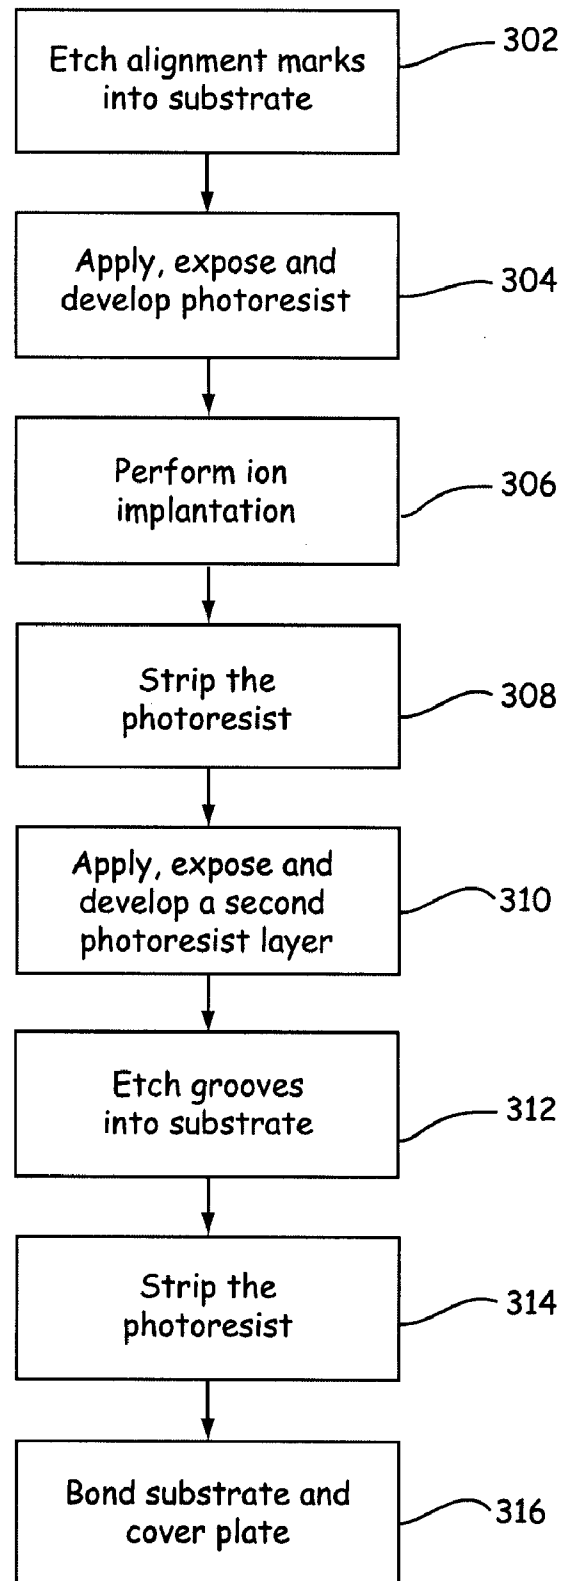 Etch alignment marks
into substrate
302
Apply, expose and
develop photoresist
304
Perform ion
implantation
306
Strip the
photoresist
308
Apply, expose and
develop a second
photoresist layer
310
Etch grooves
into substrate
312
Strip the
photoresist
314
Bond substrate and
cover plate
316